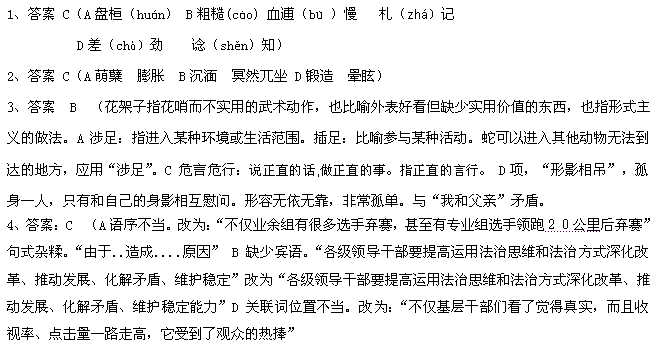 1、答案 C（A盘桓（huán） B粗糙(cāo）血逋（bū ）慢 札（zhá）记
D差（chà）劲 谂（shěn）知）
2、答案 C（A萌蘖 膨胀 B沉湎 冥然兀坐 D锻造 晕眩）
3、答案 B （花架子指花哨而不实用的武术动作，也比喻外表好看但缺少实用价值的东西，也指形式主
义的做法。A 涉足：指进入某种环境或生活范围。插足：比喻参与某种活动。蛇可以进入其他动物无法到
达的地方，应用“涉足”。C 危言危行：说正直的话,做正直的事。指正直的言行。 D 项，“形影相吊”，孤
身一人，只有和自己的身影相互慰问。形容无依无靠，非常孤单。与“我和父亲”矛盾。
4、答案：C （A 语序不当。改为：“不仅业余组有很多选手弃赛，甚至有专业组选手领跑２０公里后弃赛”
句式杂糅。“由于..造成....原因” B 缺少宾语。“各级领导干部要提高运用法治思维和法治方式深化改
革、推动发展、化解矛盾、维护稳定”改为“各级领导干部要提高运用法治思维和法治方式深化改革、推
动发展、化解矛盾、维护稳定能力”D 关联词位置不当。改为：“不仅基层干部们看了觉得真实，而且收
视率、点击量一路走高，它受到了观众的热捧”